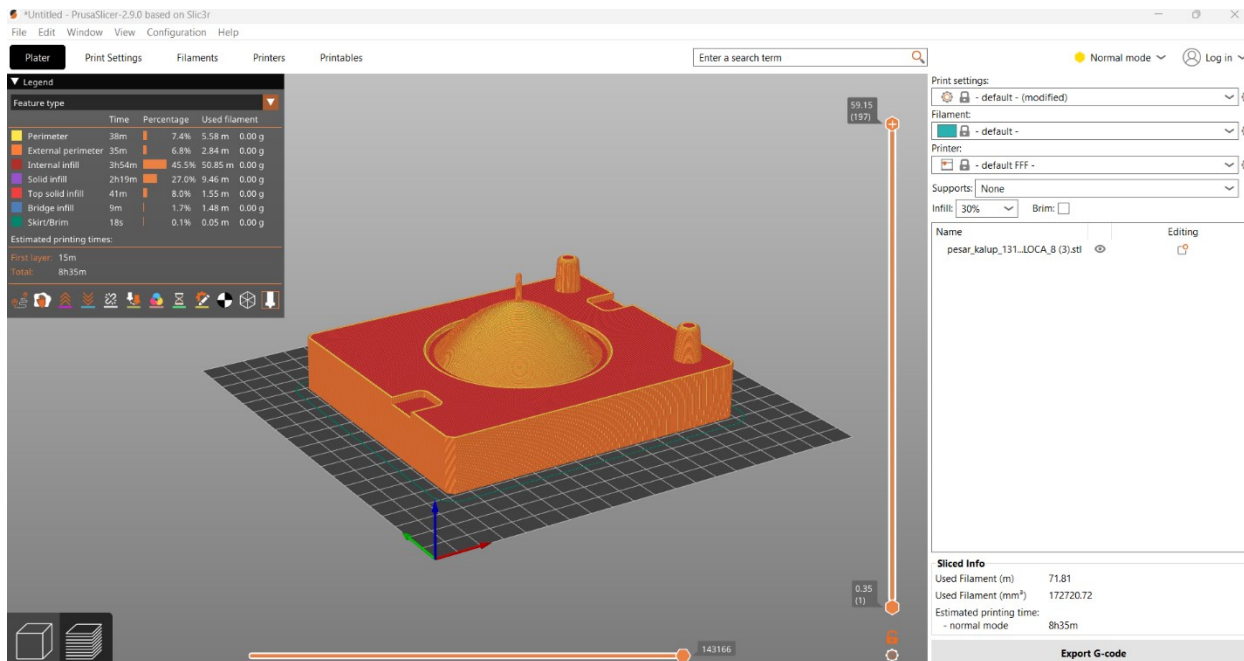 *Untitled - PrusaSlicer-2.9.0 based on Slic3r
File Edit Window View Configuration Help
Plater Print Settings Filaments Printers Printables
Enter a search term
Normal mode Log in
Legend
Feature type
Time Percentage Used filament
Perimeter 38m 7.4% 5.58 m 0.00 g
External perimeter 35m 6.8% 2.84 m 0.00 g
Internal infill 3h54m 45.5% 50.85 m 0.00 g
Solid infill 2h19m 27.0% 9.46 m 0.00 g
Top solid infill 41m 8.0% 1.55 m 0.00 g
Bridge infill 9m 1.7% 1.48 m 0.00 g
Skirt/Brim 18s 0.1% 0.05 m 0.00 g
Estimated printing times:
First layer: 15m
Total: 8h35m
59.15
(197)
0.35
(1)
143166
Print settings:
- default - (modified)
Filament:
- default -
Printer:
- default FFF -
Supports: None
Infill: 30% Brim:
Name Editing
pesar_kalup_131...LOCA_8 (3).stl
Sliced Info
Used Filament (m) 71.81
Used Filament (mm³) 172720.72
Estimated printing time:
- normal mode 8h35m
Export G-code